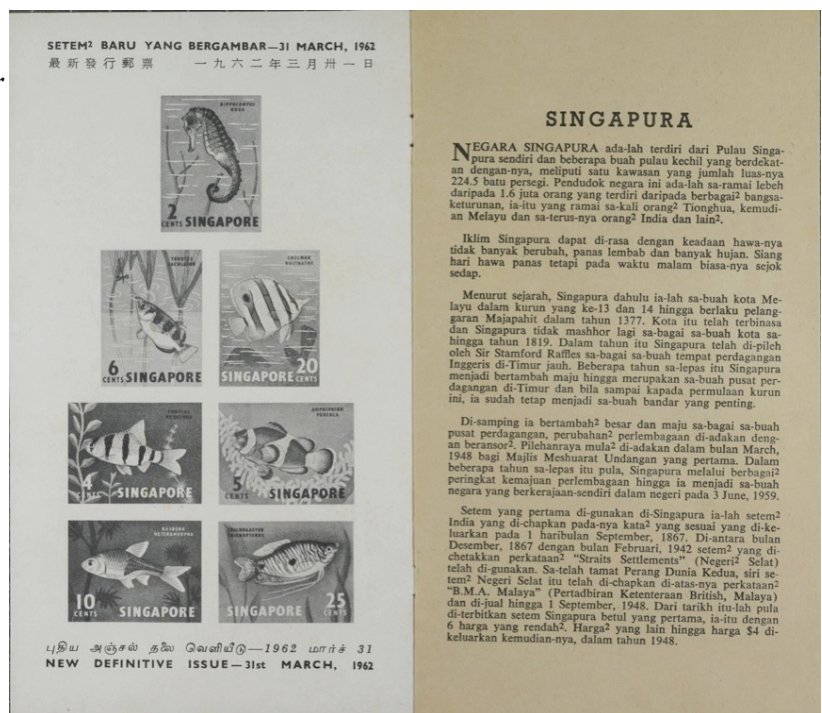 SETEM² BARU YANG BERGAMBAR—31 MARCH, 1962
最新發行郵票 一九六二年三月卅一日
HIPPOCAMPUS
KUDA
2
CENTS SINGAPORE
TOXOTES
JACULATOR
6
CENTS SINGAPORE
CHELMON
ROSTRATUS
SINGAPORE 20
CENTS
PUNTIUS
4
CENTS SINGAPORE
AMPHIPRION
PERCULA
5
CENTS SINGAPORE
RASBORA
HETEROMORPHA
10
CENTS SINGAPORE
TRICHOGASTER
TRICHOPTERUS
SINGAPORE 25
CENTS
புதிய அஞ்சல் தலை வெளியீடு—1962 மார்ச் 31
NEW DEFINITIVE ISSUE—31st MARCH, 1962
SINGAPURA
NEGARA SINGAPURA ada-lah terdiri dari Pulau Singa-
pura sendiri dan beberapa buah pulau kechil yang berdekat-
an dengan-nya, meliputi satu kawasan yang jumlah luas-nya
224.5 batu persegi. Pendudok negara ini ada-lah sa-ramai lebeh
daripada 1.6 juta orang yang terdiri daripada berbagai² bangsa-
keturunan, ia-itu yang ramai sa-kali orang² Tionghua, kemudi-
an Melayu dan sa-terus-nya orang² India dan lain².
Iklim Singapura dapat di-rasa dengan keadaan hawa-nya
tidak banyak berubah, panas lembab dan banyak hujan. Siang
hari hawa panas tetapi pada waktu malam biasa-nya sejok
sedap.
Menurut sejarah, Singapura dahulu ia-lah sa-buah kota Me-
layu dalam kurun yang ke-13 dan 14 hingga berlaku pelang-
garan Majapahit dalam tahun 1377. Kota itu telah terbinasa
dan Singapura tidak mashhor lagi sa-bagai sa-buah kota sa-
hingga tahun 1819. Dalam tahun itu Singapura telah di-pileh
oleh Sir Stamford Raffles sa-bagai sa-buah tempat perdagangan
Inggeris di-Timur jauh. Beberapa tahun sa-lepas itu Singapura
menjadi bertambah maju hingga merupakan sa-buah pusat per-
dagangan di-Timur dan bila sampai kapada permulaan kurun
ini, ia sudah tetap menjadi sa-buah bandar yang penting.
Di-samping ia bertambah² besar dan maju sa-bagai sa-buah
pusat perdagangan, perubahan² perlembagaan di-adakan deng-
an beransor². Pilehanraya mula² di-adakan dalam bulan March,
1948 bagi Majlis Meshuarat Undangan yang pertama. Dalam
beberapa tahun sa-lepas itu pula, Singapura melalui berbagai²
peringkat kemajuan perlembagaan hingga ia menjadi sa-buah
negara yang berkerajaan-sendiri dalam negeri pada 3 June, 1959.
Setem yang pertama di-gunakan di-Singapura ia-lah setem²
India yang di-chapkan pada-nya kata² yang sesuai yang di-ke-
luarkan pada 1 haribulan September, 1867. Di-antara bulan
Desember, 1867 dengan bulan Februari, 1942 setem² yang di-
chetakkan perkataan² "Straits Settlements" (Negeri² Selat)
telah di-gunakan. Sa-telah tamat Perang Dunia Kedua, siri se-
tem² Negeri Selat itu telah di-chapkan di-atas-nya perkataan²
"B.M.A. Malaya" (Pertadbiran Ketenteraan British, Malaya)
dan di-jual hingga 1 September, 1948. Dari tarikh itu-lah pula
di-terbitkan setem Singapura betul yang pertama, ia-itu dengan
6 harga yang rendah². Harga² yang lain hingga harga $4 di-
keluarkan kemudian-nya, dalam tahun 1948.